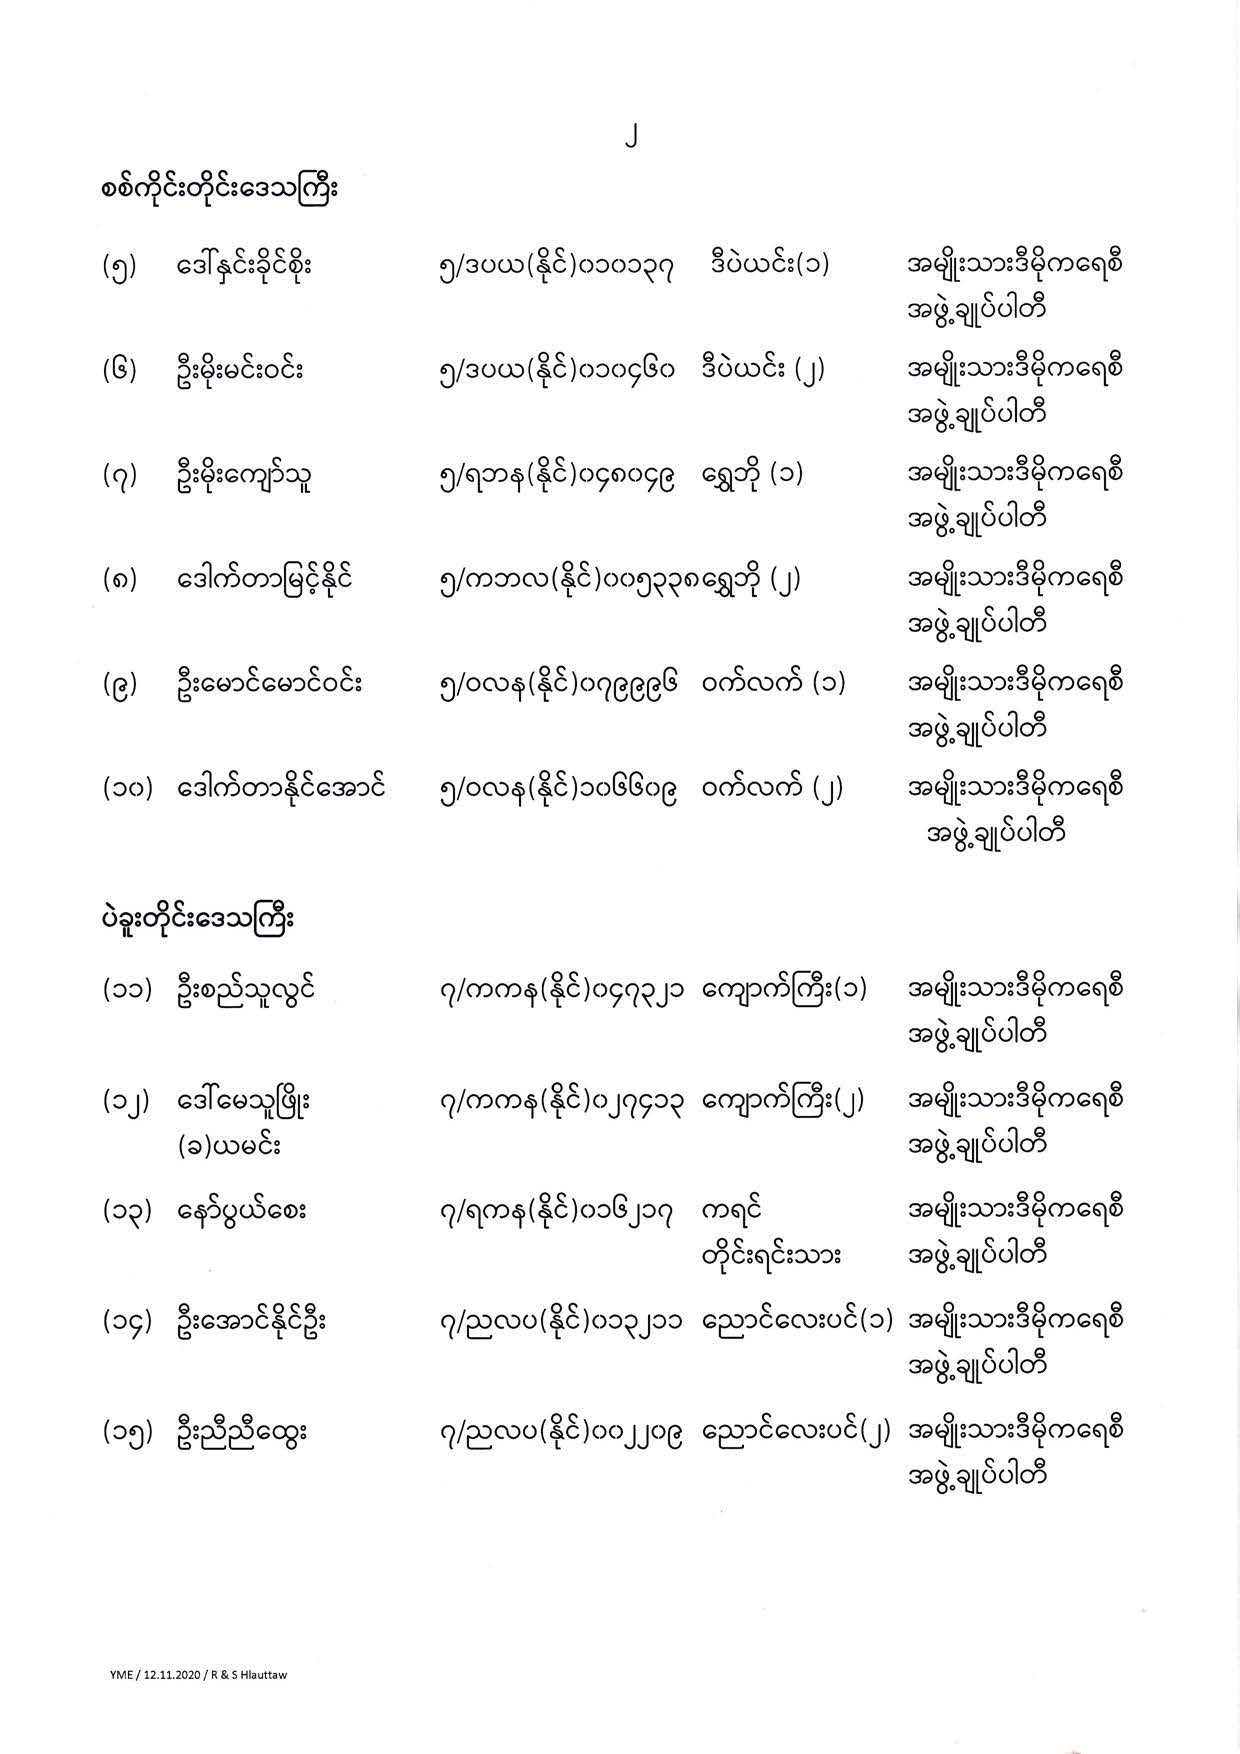 ၂
စစ်ကိုင်းတိုင်းဒေသကြီး
(၅) ဒေါ်နှင်းခိုင်စိုး ၅/ဒပယ(နိုင်)၀၁၀၁၃၇ ဒီပဲယင်း(၁) အမျိုးသားဒီမိုကရေစီ
အဖွဲ့ချုပ်ပါတီ
(၆) ဦးမိုးမင်းဝင်း ၅/ဒပယ(နိုင်)၀၁၀၄၆၀ ဒီပဲယင်း (၂) အမျိုးသားဒီမိုကရေစီ
အဖွဲ့ချုပ်ပါတီ
(၇) ဦးမိုးကျော်သူ ၅/ရဘန(နိုင်)၀၄၈၀၄၉ ရွှေဘို (၁) အမျိုးသားဒီမိုကရေစီ
အဖွဲ့ချုပ်ပါတီ
(၈) ဒေါက်တာမြင့်နိုင် ၅/ကဘလ(နိုင်)၀၀၅၃၃၈ရွှေဘို (၂) အမျိုးသားဒီမိုကရေစီ
အဖွဲ့ချုပ်ပါတီ
(၉) ဦးမောင်မောင်ဝင်း ၅/ဝလန(နိုင်)၀၇၉၉၉၆ ဝက်လက် (၁) အမျိုးသားဒီမိုကရေစီ
အဖွဲ့ချုပ်ပါတီ
(၁၀) ဒေါက်တာနိုင်အောင် ၅/ဝလန(နိုင်)၁၀၆၆၀၉ ဝက်လက် (၂) အမျိုးသားဒီမိုကရေစီ
အဖွဲ့ချုပ်ပါတီ
ပဲခူးတိုင်းဒေသကြီး
(၁၁) ဦးစည်သူလွင် ၇/ကကန(နိုင်)၀၄၇၃၂၁ ကျောက်ကြီး(၁) အမျိုးသားဒီမိုကရေစီ
အဖွဲ့ချုပ်ပါတီ
(၁၂) ဒေါ်မေသူဖြိုး ၇/ကကန(နိုင်)၀၂၇၄၁၃ ကျောက်ကြီး(၂) အမျိုးသားဒီမိုကရေစီ
(ခ)ယမင်း အဖွဲ့ချုပ်ပါတီ
(၁၃) နော်ပွယ်စေး ၇/ရကန(နိုင်)၀၁၆၂၁၇ ကရင် အမျိုးသားဒီမိုကရေစီ
တိုင်းရင်းသား အဖွဲ့ချုပ်ပါတီ
(၁၄) ဦးအောင်နိုင်ဦး ၇/ညလပ(နိုင်)၀၁၃၂၁၁ ညောင်လေးပင်(၁) အမျိုးသားဒီမိုကရေစီ
အဖွဲ့ချုပ်ပါတီ
(၁၅) ဦးညီညီထွေး ၇/ညလပ(နိုင်)၀၀၂၂၀၉ ညောင်လေးပင်(၂) အမျိုးသားဒီမိုကရေစီ
အဖွဲ့ချုပ်ပါတီ
YME / 12.11.2020 / R & S Hlauttaw